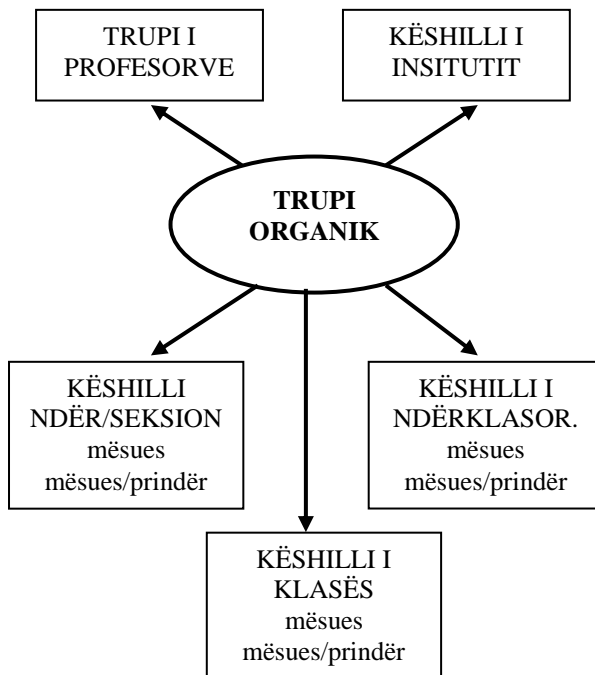 TRUPI I
PROFESORVE
KËSHILLI I
INSITUTIT
TRUPI
ORGANIK
KËSHILLI
NDËR/SEKSION
mësues
mësues/prindër
KËSHILLI I
NDËRKLASOR.
mësues
mësues/prindër
KËSHILLI I
KLASËS
mësues
mësues/prindër